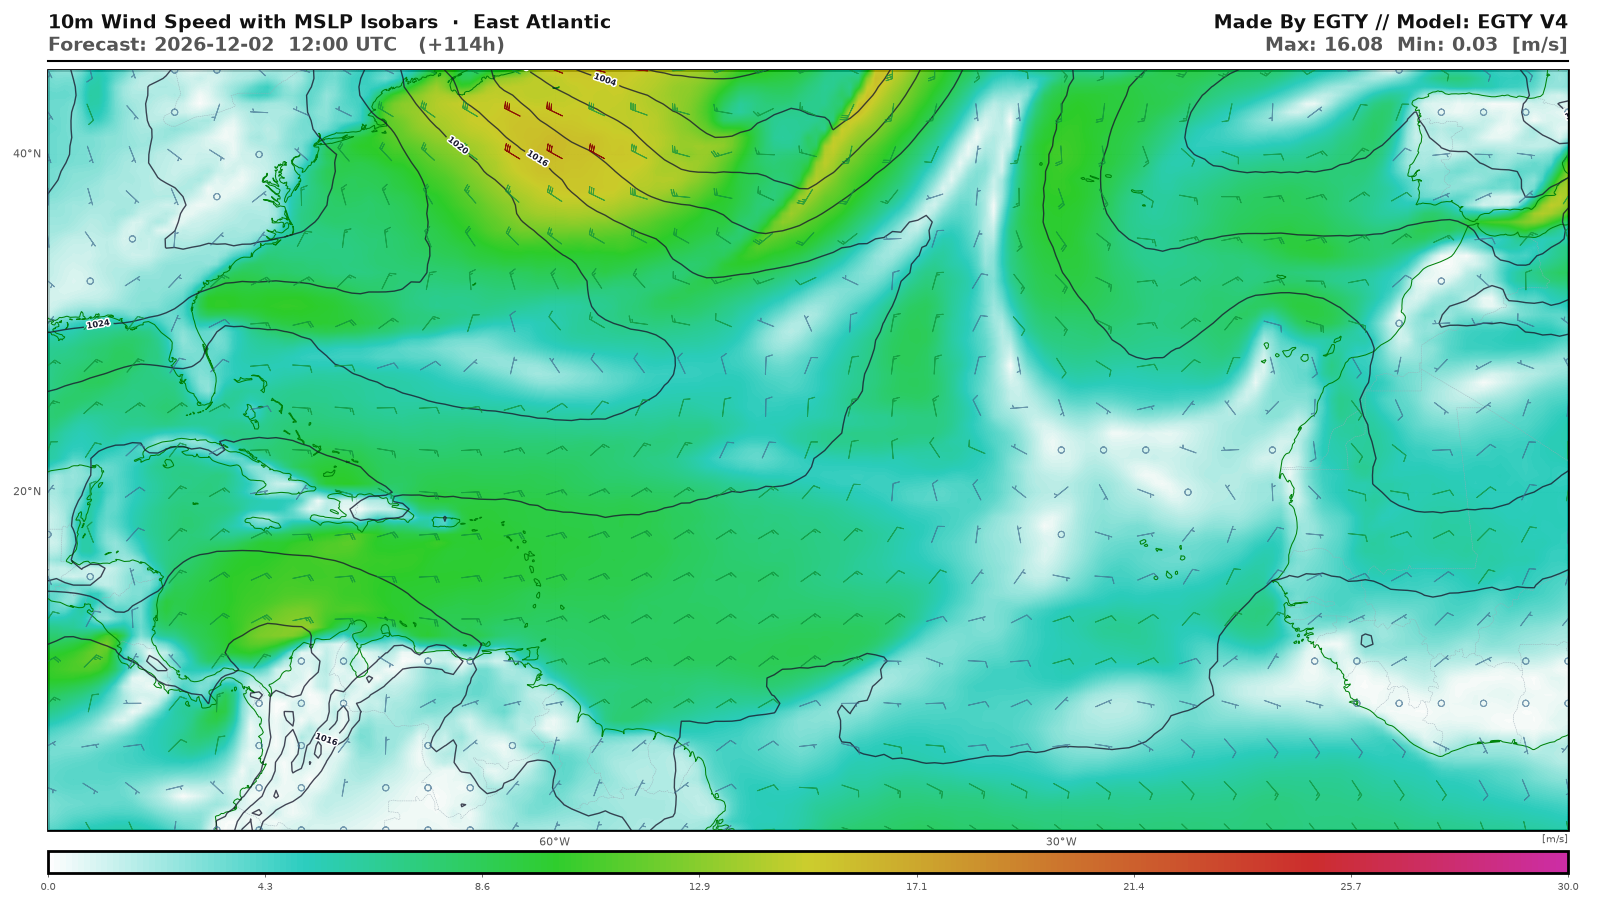 10m Wind Speed with MSLP Isobars · East Atlantic
Made By EGTY // Model: EGTY V4
Forecast: 2026-12-02 12:00 UTC (+114h)
Max: 16.08 Min: 0.03 [m/s]
1004
1020
1016
40°N
1024
20°N
1016
60°W
30°W
[m/s]
0.0
4.3
8.6
12.9
17.1
21.4
25.7
30.0